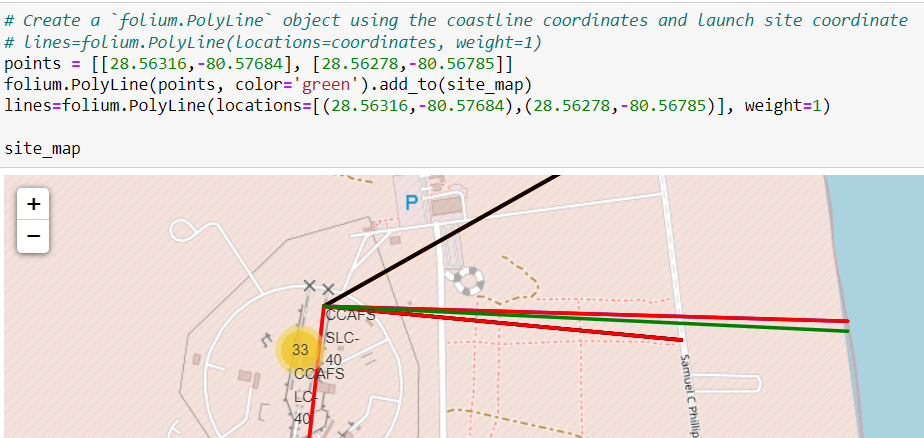 # Create a `folium.PolyLine` object using the coastline coordinates and launch site coordinate
# lines=folium.PolyLine(locations=coordinates, weight=1)
points = [[28.56316,-80.57684], [28.56278,-80.56785]]
folium.PolyLine(points, color='green').add_to(site_map)
lines=folium.PolyLine(locations=[(28.56316,-80.57684),(28.56278,-80.56785)], weight=1)
site_map
+
−
P
CCAFS
SLC-
40
33
CCAFS
LC-
40
Samuel C Phillip